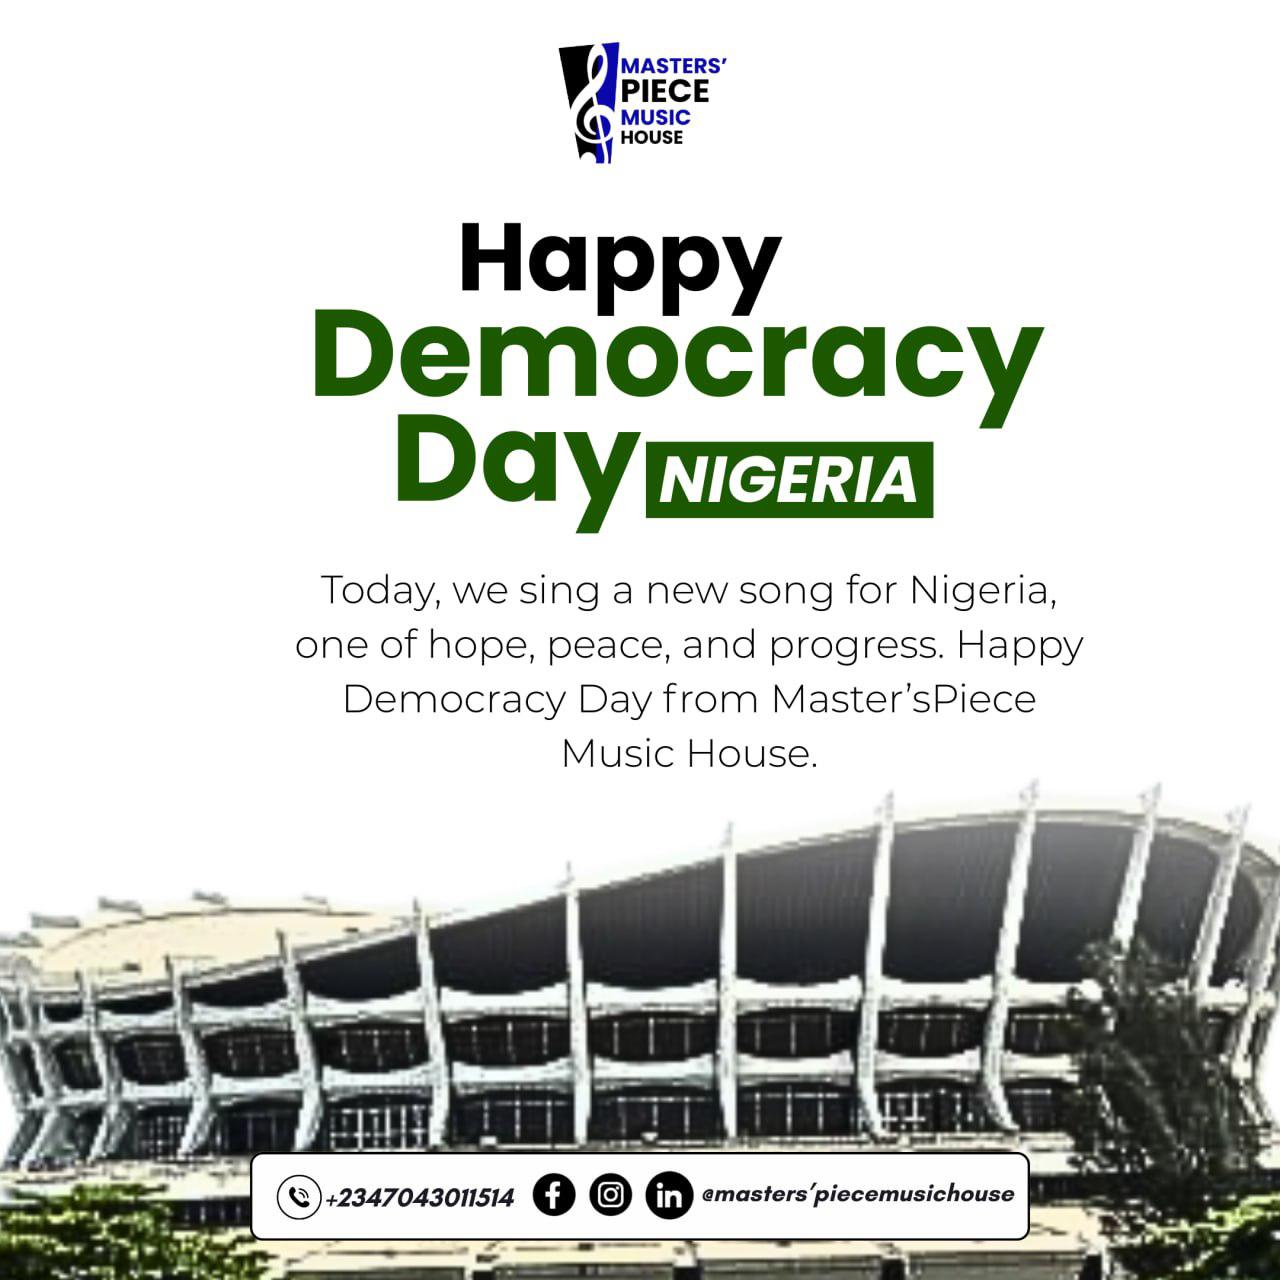 MASTERS’
PIECE
MUSIC
HOUSE
Happy
Democracy
Day NIGERIA
Today, we sing a new song for Nigeria,
one of hope, peace, and progress. Happy
Democracy Day from Master’sPiece
Music House.
+2347043011514 @masters’piecemusichouse